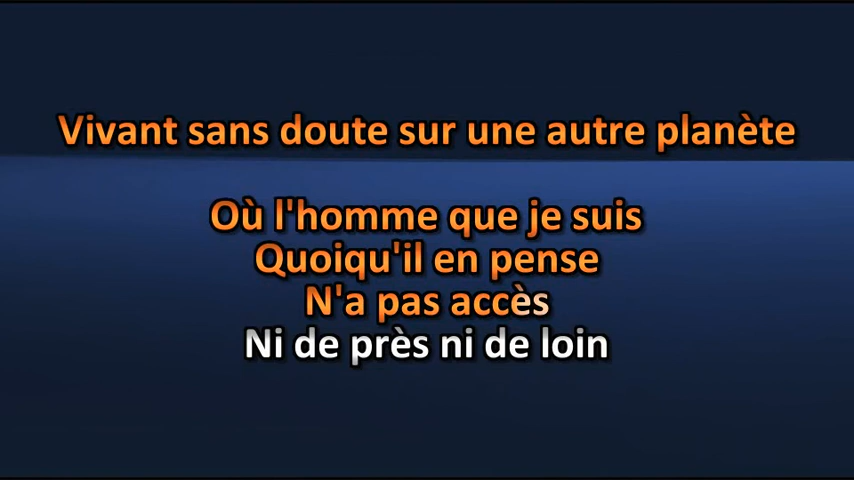 Vivant sans doute sur une autre planète
Où l'homme que je suis
Quoiqu'il en pense
N'a pas accès
Ni de près ni de loin